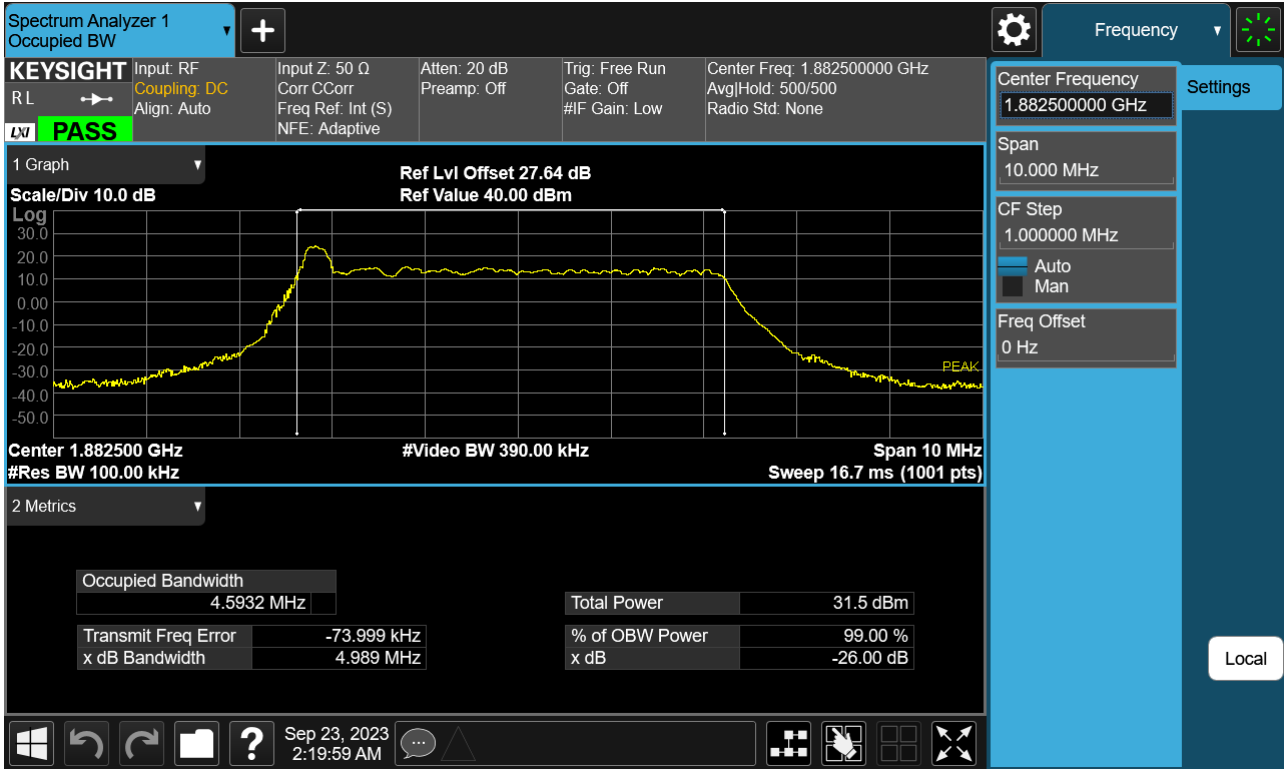 Spectrum Analyzer 1
Occupied BW
▼
+
Frequency
▼
KEYSIGHT
R L
LXI
PASS
Input: RF
Coupling: DC
Align: Auto
Input Z: 50 Ω
Corr CCorr
Freq Ref: Int (S)
NFE: Adaptive
Atten: 20 dB
Preamp: Off
Trig: Free Run
Gate: Off
#IF Gain: Low
Center Freq: 1.882500000 GHz
Avg|Hold: 500/500
Radio Std: None
Center Frequency
1.882500000 GHz
Settings
Span
10.000 MHz
CF Step
1.000000 MHz
Auto
Man
Freq Offset
0 Hz
Local
1 Graph ▼
Scale/Div 10.0 dB
Ref Lvl Offset 27.64 dB
Ref Value 40.00 dBm
Log
30.0
20.0
10.0
0.00
-10.0
-20.0
-30.0
-40.0
-50.0
PEAK
Center 1.882500 GHz
#Video BW 390.00 kHz
Span 10 MHz
#Res BW 100.00 kHz
Sweep 16.7 ms (1001 pts)
2 Metrics ▼
Occupied Bandwidth
4.5932 MHz
Total Power 31.5 dBm
Transmit Freq Error -73.999 kHz
% of OBW Power 99.00 %
x dB Bandwidth 4.989 MHz
x dB -26.00 dB
?
Sep 23, 2023
2:19:59 AM